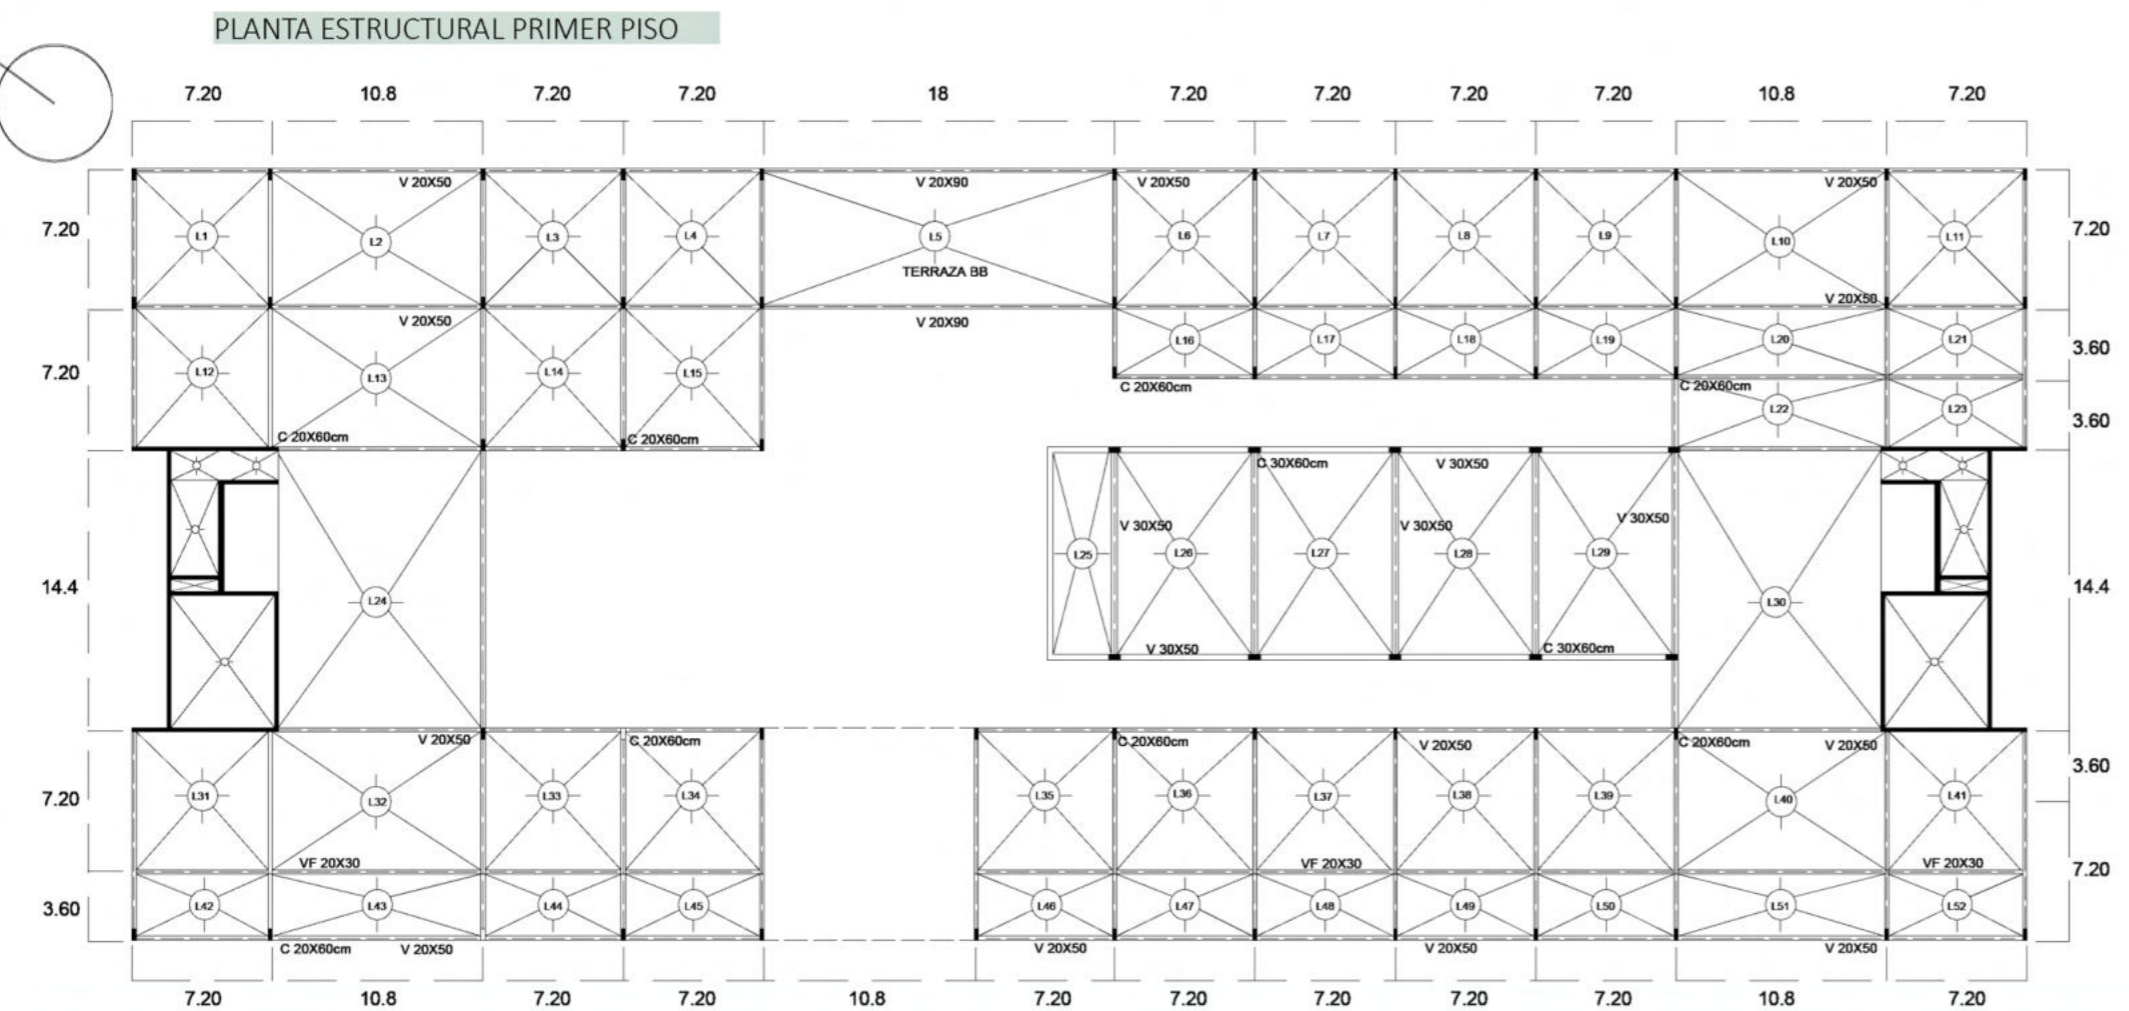 PLANTA ESTRUCTURAL PRIMER PISO
7.20 10.8 7.20 7.20 18 7.20 7.20 7.20 7.20 10.8 7.20
V 20X50 V 20X90 V 20X50 V 20X50
7.20 L1 L2 L3 L4 L5 L6 L7 L8 L9 L10 L11 7.20
TERRAZA BB
V 20X50
V 20X50 V 20X90
L16 L17 L18 L19 L20 L21 3.60
7.20 L12 L13 L14 L15
C 20X60cm C 20X60cm
L22 L23 3.60
C 20X60cm C 20X60cm
C 30X60cm V 30X50
V 30X50 V 30X50 V 30X50
L25 L26 L27 L28 L29
14.4 14.4
L24 L30
V 30X50 C 30X60cm
V 20X50 C 20X60cm C 20X60cm V 20X50 C 20X60cm V 20X50
3.60
7.20 L31 L32 L33 L34 L35 L36 L37 L38 L39 L40 L41
VF 20X30 VF 20X30 VF 20X30
7.20
3.60 L42 L43 L44 L45 L46 L47 L48 L49 L50 L51 L52
C 20X60cm V 20X50 V 20X50 V 20X50 V 20X50
7.20 10.8 7.20 7.20 10.8 7.20 7.20 7.20 7.20 7.20 10.8 7.20